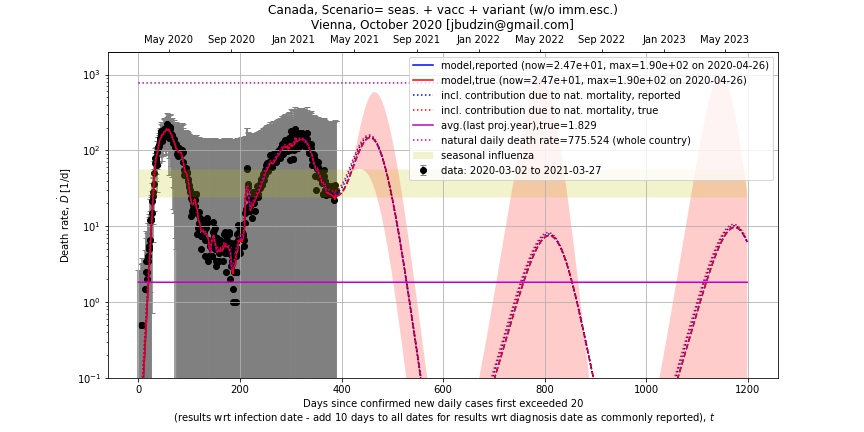 Canada, Scenario= seas. + vacc + variant (w/o imm.esc.)
Vienna, October 2020 [jbudzin@gmail.com]
May 2020 Sep 2020 Jan 2021 May 2021 Sep 2021 Jan 2022 May 2022 Sep 2022 Jan 2023 May 2023
model,reported (now=2.47e+01, max=1.90e+02 on 2020-04-26)
model,true (now=2.47e+01, max=1.90e+02 on 2020-04-26)
incl. contribution due to nat. mortality, reported
incl. contribution due to nat. mortality, true
avg.(last proj.year),true=1.829
natural daily death rate=775.524 (whole country)
seasonal influenza
data: 2020-03-02 to 2021-03-27
Death rate, D [1/d]
10³
10²
10¹
10⁰
10⁻¹
0 200 400 600 800 1000 1200
Days since confirmed new daily cases first exceeded 20
(results wrt infection date - add 10 days to all dates for results wrt diagnosis date as commonly reported), t